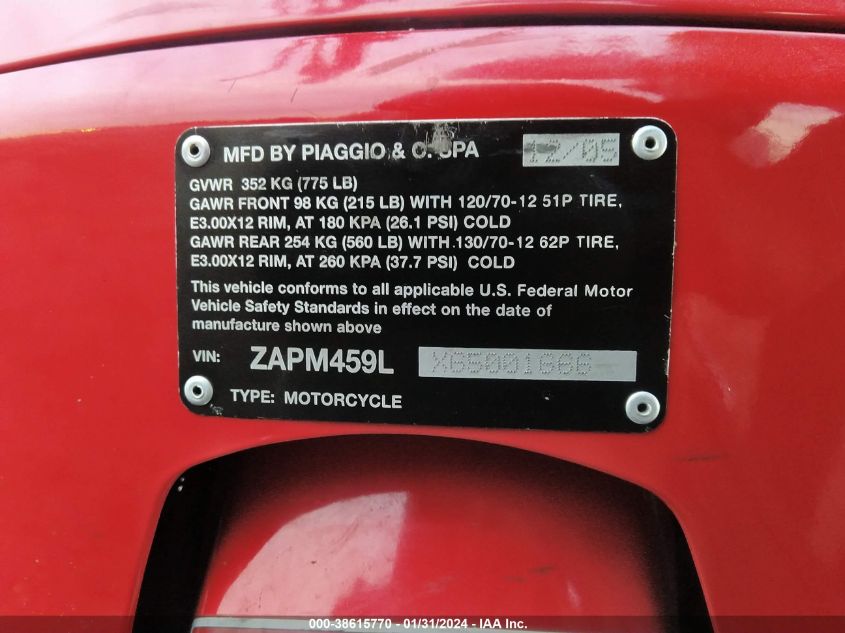 MFD BY PIAGGIO & C. SPA 12/05
GVWR 352 KG (775 LB)
GAWR FRONT 98 KG (215 LB) WITH 120/70-12 51P TIRE,
E3.00X12 RIM, AT 180 KPA (26.1 PSI) COLD
GAWR REAR 254 KG (560 LB) WITH 130/70-12 62P TIRE,
E3.00X12 RIM, AT 260 KPA (37.7 PSI) COLD
This vehicle conforms to all applicable U.S. Federal Motor
Vehicle Safety Standards in effect on the date of
manufacture shown above
VIN: ZAPM459L X65001666
TYPE: MOTORCYCLE
000-38615770 - 01/31/2024 - IAA Inc.